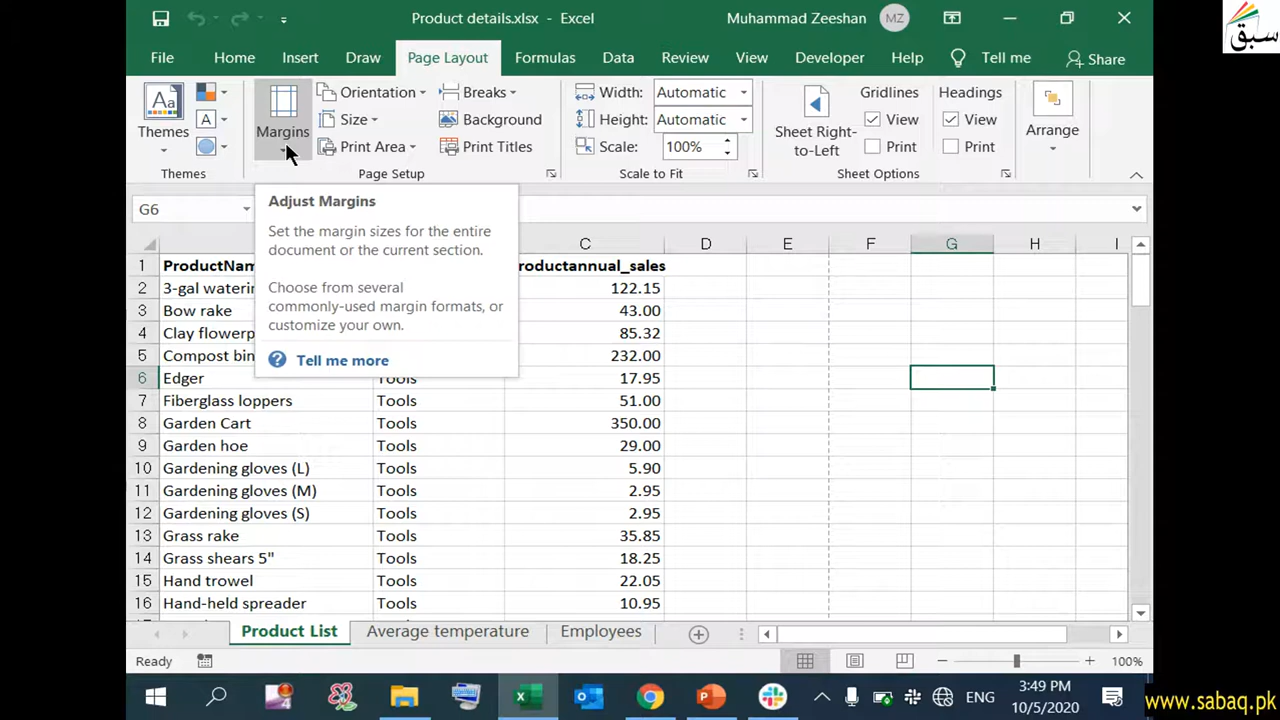 Product details.xlsx - Excel
Muhammad Zeeshan
MZ
سبق
File Home Insert Draw Page Layout Formulas Data Review View Developer Help Tell me Share
Aa
Themes
A
Themes
Margins
Orientation
Size
Print Area
Breaks
Background
Print Titles
Page Setup
Width: Automatic
Height: Automatic
Scale: 100%
Scale to Fit
Sheet Right-to-Left
Gridlines
View
Print
Headings
View
Print
Sheet Options
Arrange
G6
Adjust Margins
Set the margin sizes for the entire
document or the current section.
Choose from several
commonly-used margin formats, or
customize your own.
? Tell me more
C D E F G H I
1 ProductNam roductannual_sales
2 3-gal waterin 122.15
3 Bow rake 43.00
4 Clay flowerp 85.32
5 Compost bin 232.00
6 Edger Tools 17.95
7 Fiberglass loppers Tools 51.00
8 Garden Cart Tools 350.00
9 Garden hoe Tools 29.00
10 Gardening gloves (L) Tools 5.90
11 Gardening gloves (M) Tools 2.95
12 Gardening gloves (S) Tools 2.95
13 Grass rake Tools 35.85
14 Grass shears 5" Tools 18.25
15 Hand trowel Tools 22.05
16 Hand-held spreader Tools 10.95
Product List Average temperature Employees
Ready
100%
ENG
3:49 PM
10/5/2020
www.sabaq.pk